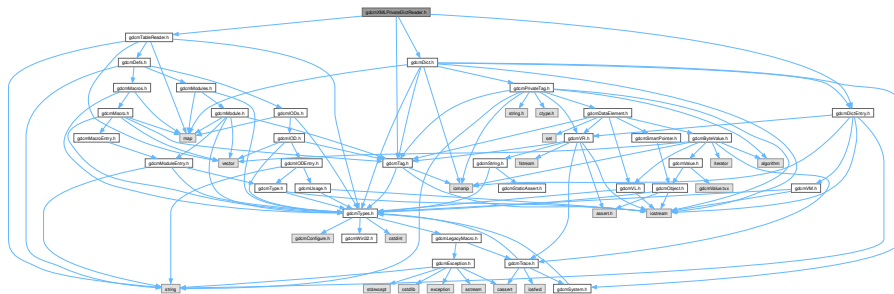 gdcmXMLPrivateDictReader.h
gdcmTableReader.h
gdcmDefs.h
gdcmDict.h
gdcmMacros.h
gdcmModules.h
gdcmPrivateTag.h
gdcmMacro.h
gdcmModule.h
gdcmIODs.h
string.h
ctype.h
gdcmDataElement.h
gdcmDictEntry.h
gdcmMacroEntry.h
map
gdcmIOD.h
set
gdcmVR.h
gdcmSmartPointer.h
gdcmByteValue.h
gdcmModuleEntry.h
vector
gdcmIODEntry.h
gdcmTag.h
gdcmString.h
fstream
gdcmValue.h
iterator
algorithm
gdcmType.h
gdcmUsage.h
iomanip
gdcmStaticAssert.h
gdcmVL.h
gdcmObject.h
gdcmValue.txx
gdcmVM.h
gdcmTypes.h
assert.h
iostream
gdcmConfigure.h
gdcmWin32.h
cstdint
gdcmLegacyMacro.h
gdcmException.h
gdcmTrace.h
string
stdexcept
cstdlib
exception
sstream
cassert
iosfwd
gdcmSystem.h